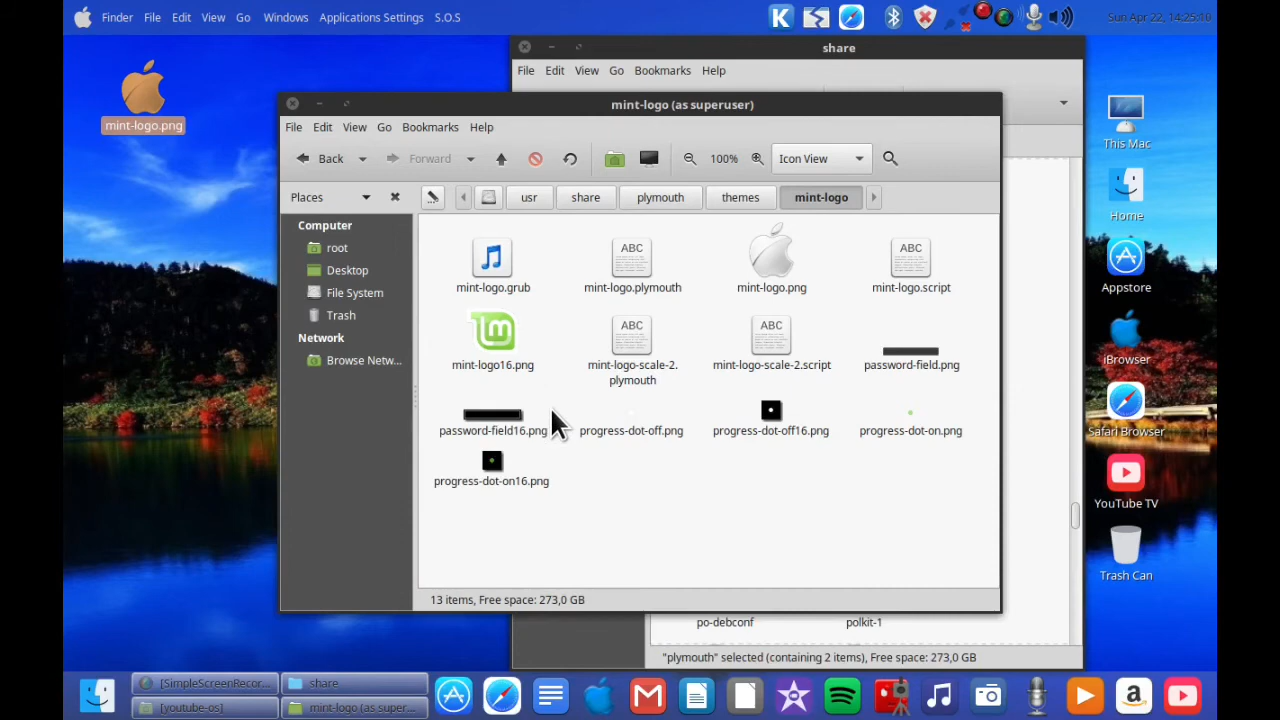 Finder File Edit View Go Windows Applications Settings S.O.S
Sun Apr 22, 14:25:10
mint-logo.png
share
File Edit View Go Bookmarks Help
mint-logo (as superuser)
File Edit View Go Bookmarks Help
Back Forward 100% Icon View
Places usr share plymouth themes mint-logo
Computer
root
Desktop
File System
Trash
Network
Browse Netw...
ABC ABC
mint-logo.grub mint-logo.plymouth mint-logo.png mint-logo.script
ABC ABC
mint-logo16.png mint-logo-scale-2.
plymouth mint-logo-scale-2.script password-field.png
password-field16.png progress-dot-off.png progress-dot-off16.png progress-dot-on.png
progress-dot-on16.png
13 items, Free space: 273,0 GB
po-debconf polkit-1
"plymouth" selected (containing 2 items), Free space: 273,0 GB
This Mac
Home
Appstore
iBrowser
Safari Browser
YouTube TV
Trash Can
[SimpleScreenRecor... share
[youtube-os] mint-logo (as super...